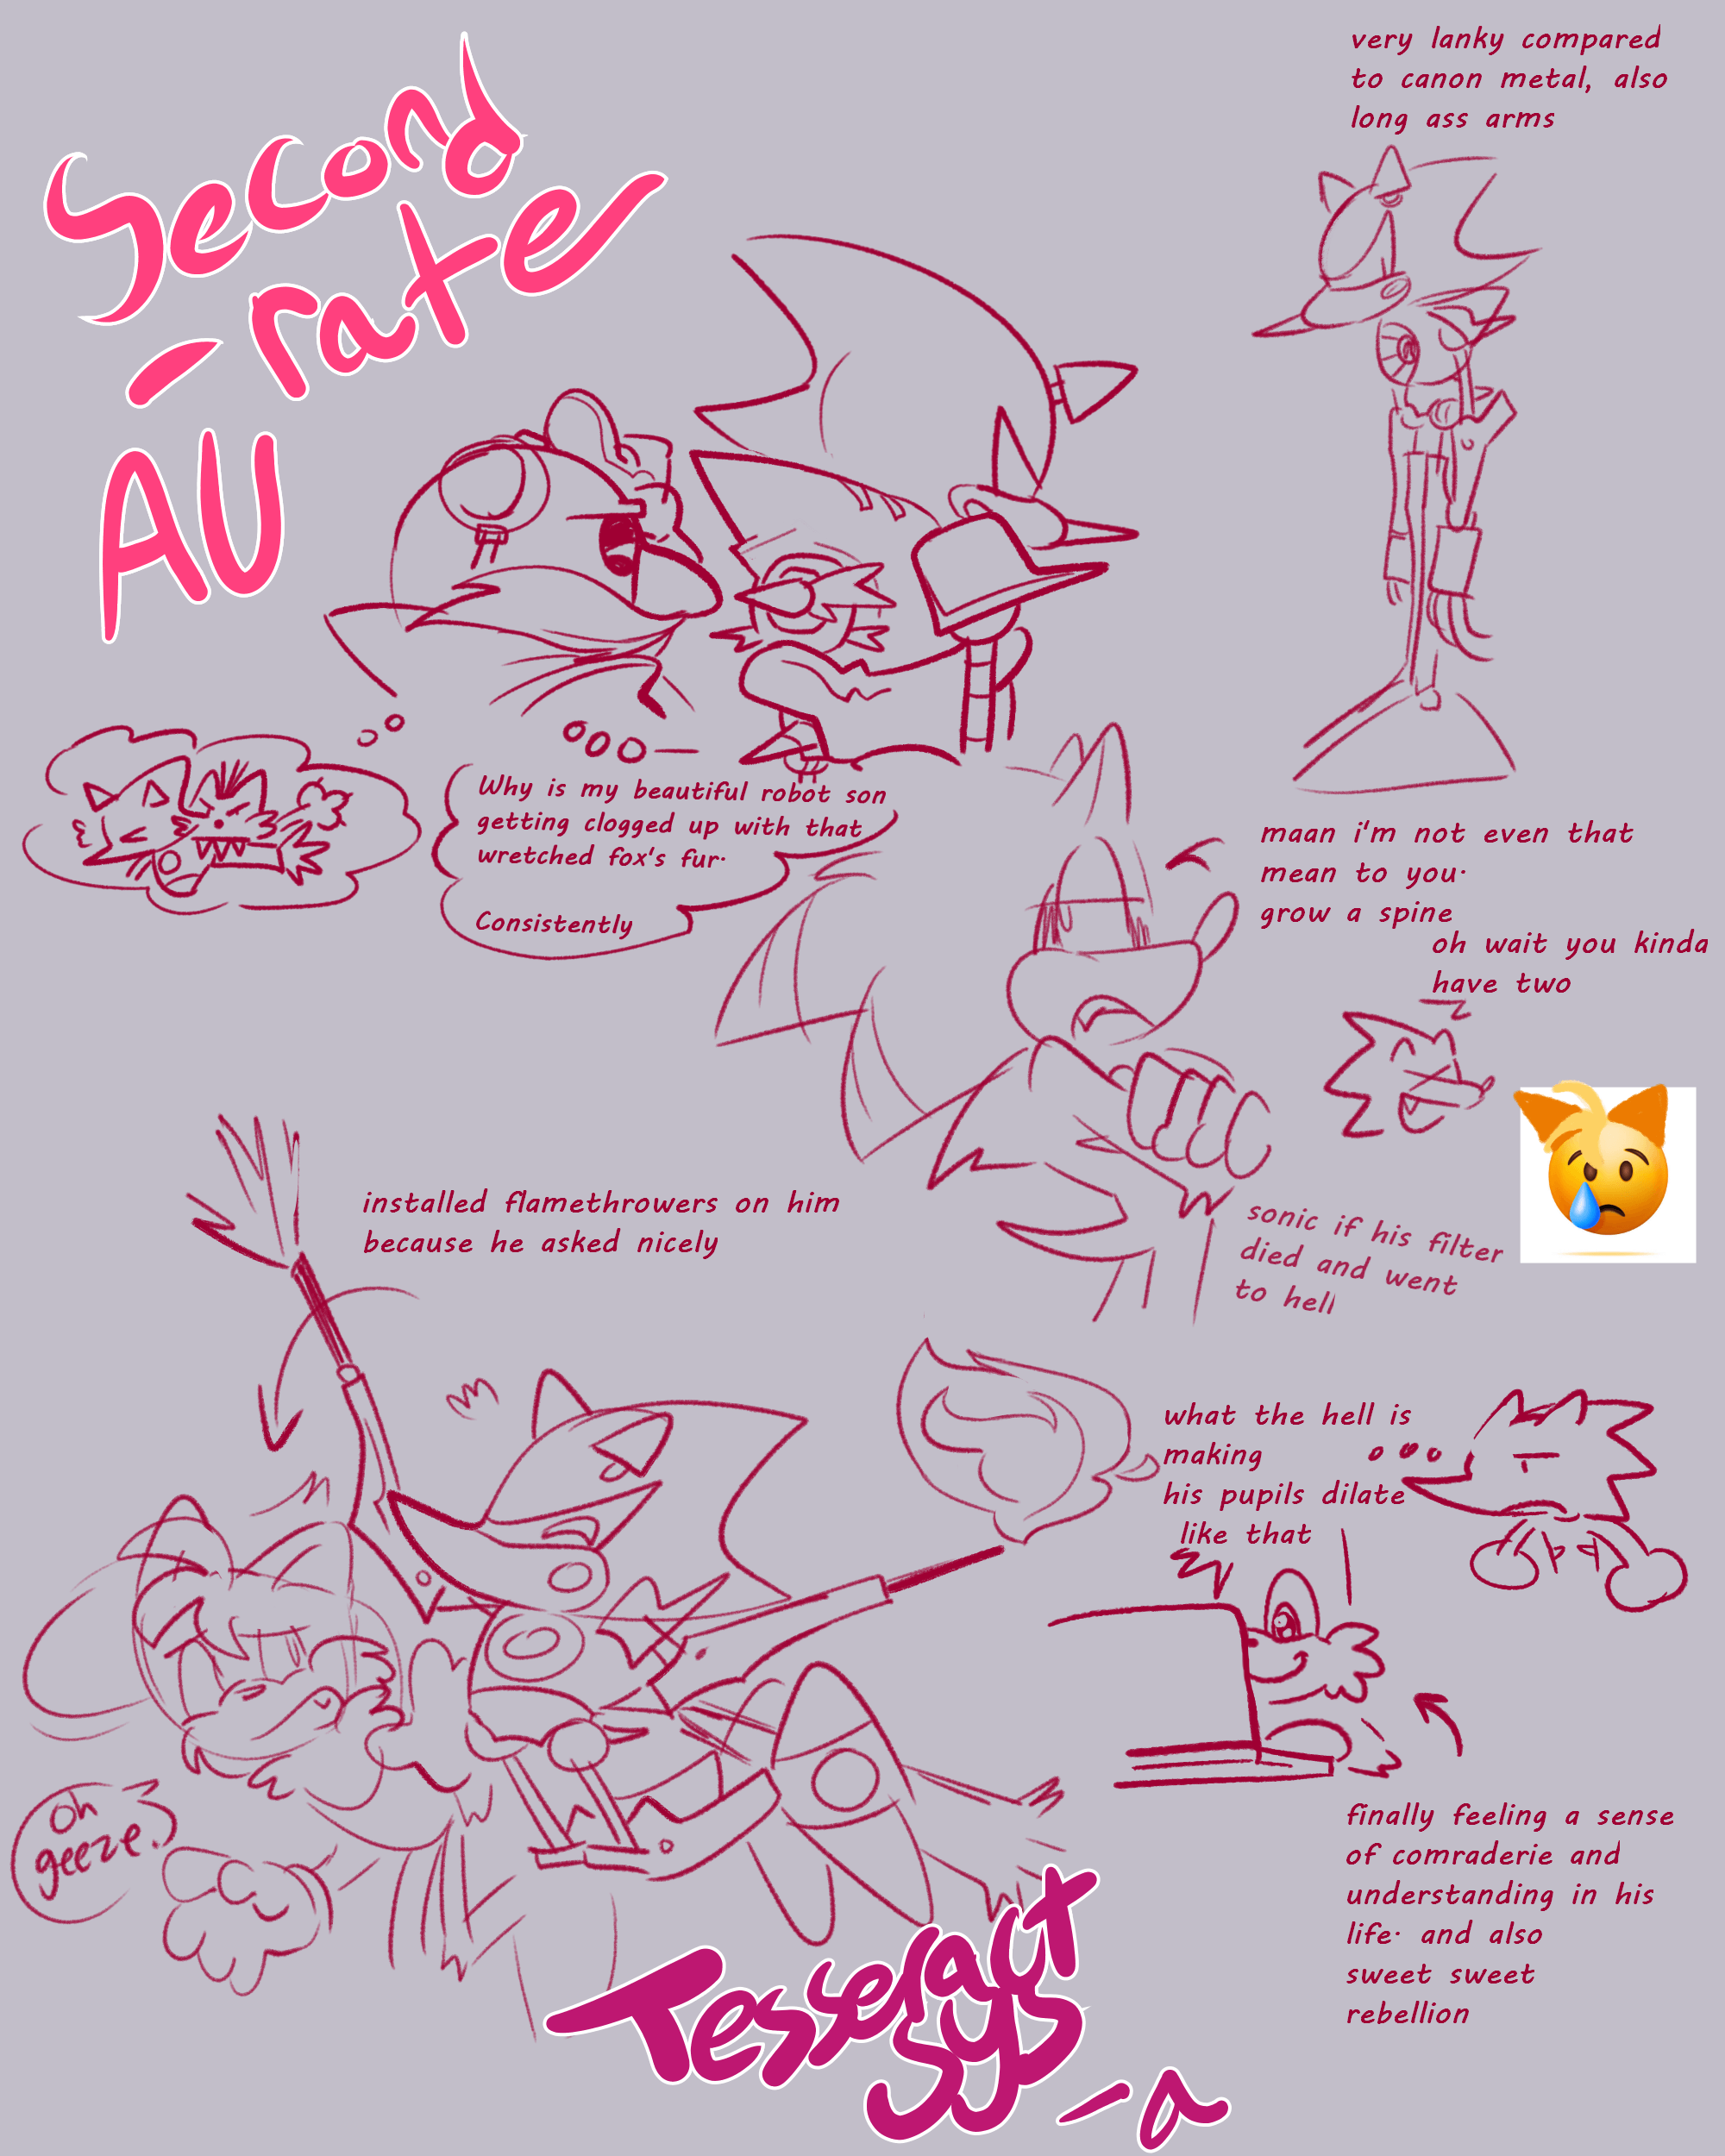 Second
-rate
AU
very lanky compared
to canon metal, also
long ass arms
Why is my beautiful robot son
getting clogged up with that
wretched fox's fur.
Consistently
maan i'm not even that
mean to you.
grow a spine
oh wait you kinda
have two
sonic if his filter
died and went
to hell
installed flamethrowers on him
because he asked nicely
what the hell is
making
his pupils dilate
like that
oh
geeze?
finally feeling a sense
of comraderie and
understanding in his
life. and also
sweet sweet
rebellion
Tesseract
sys
-a